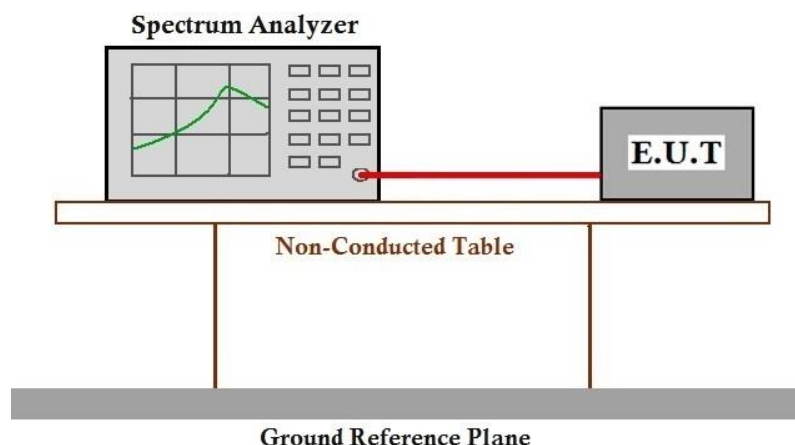 Spectrum Analyzer
E.U.T
Non-Conducted Table
Ground Reference Plane